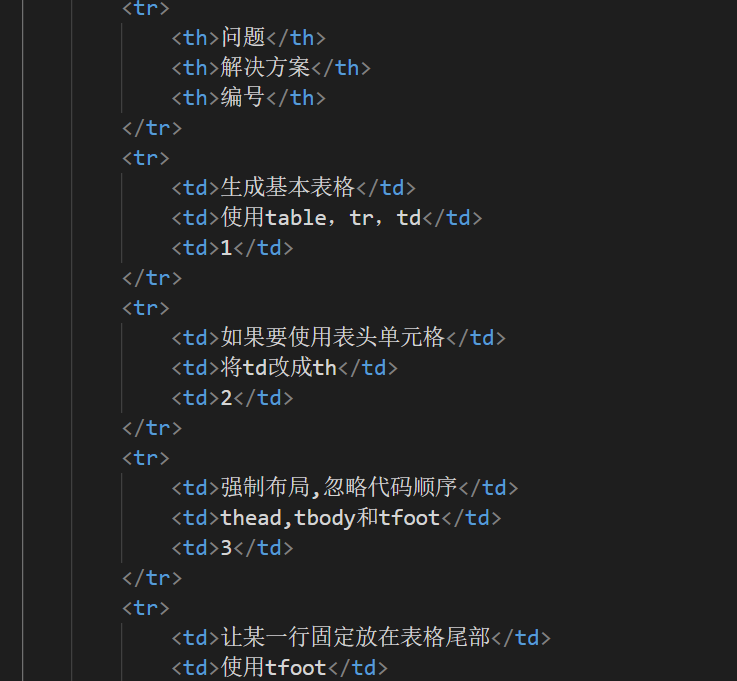 <tr>
<th>问题</th>
<th>解决方案</th>
<th>编号</th>
</tr>
<tr>
<td>生成基本表格</td>
<td>使用table，tr，td</td>
<td>1</td>
</tr>
<tr>
<td>如果要使用表头单元格</td>
<td>将td改成th</td>
<td>2</td>
</tr>
<tr>
<td>强制布局,忽略代码顺序</td>
<td>thead,tbody和tfoot</td>
<td>3</td>
</tr>
<tr>
<td>让某一行固定放在表格尾部</td>
<td>使用tfoot</td>